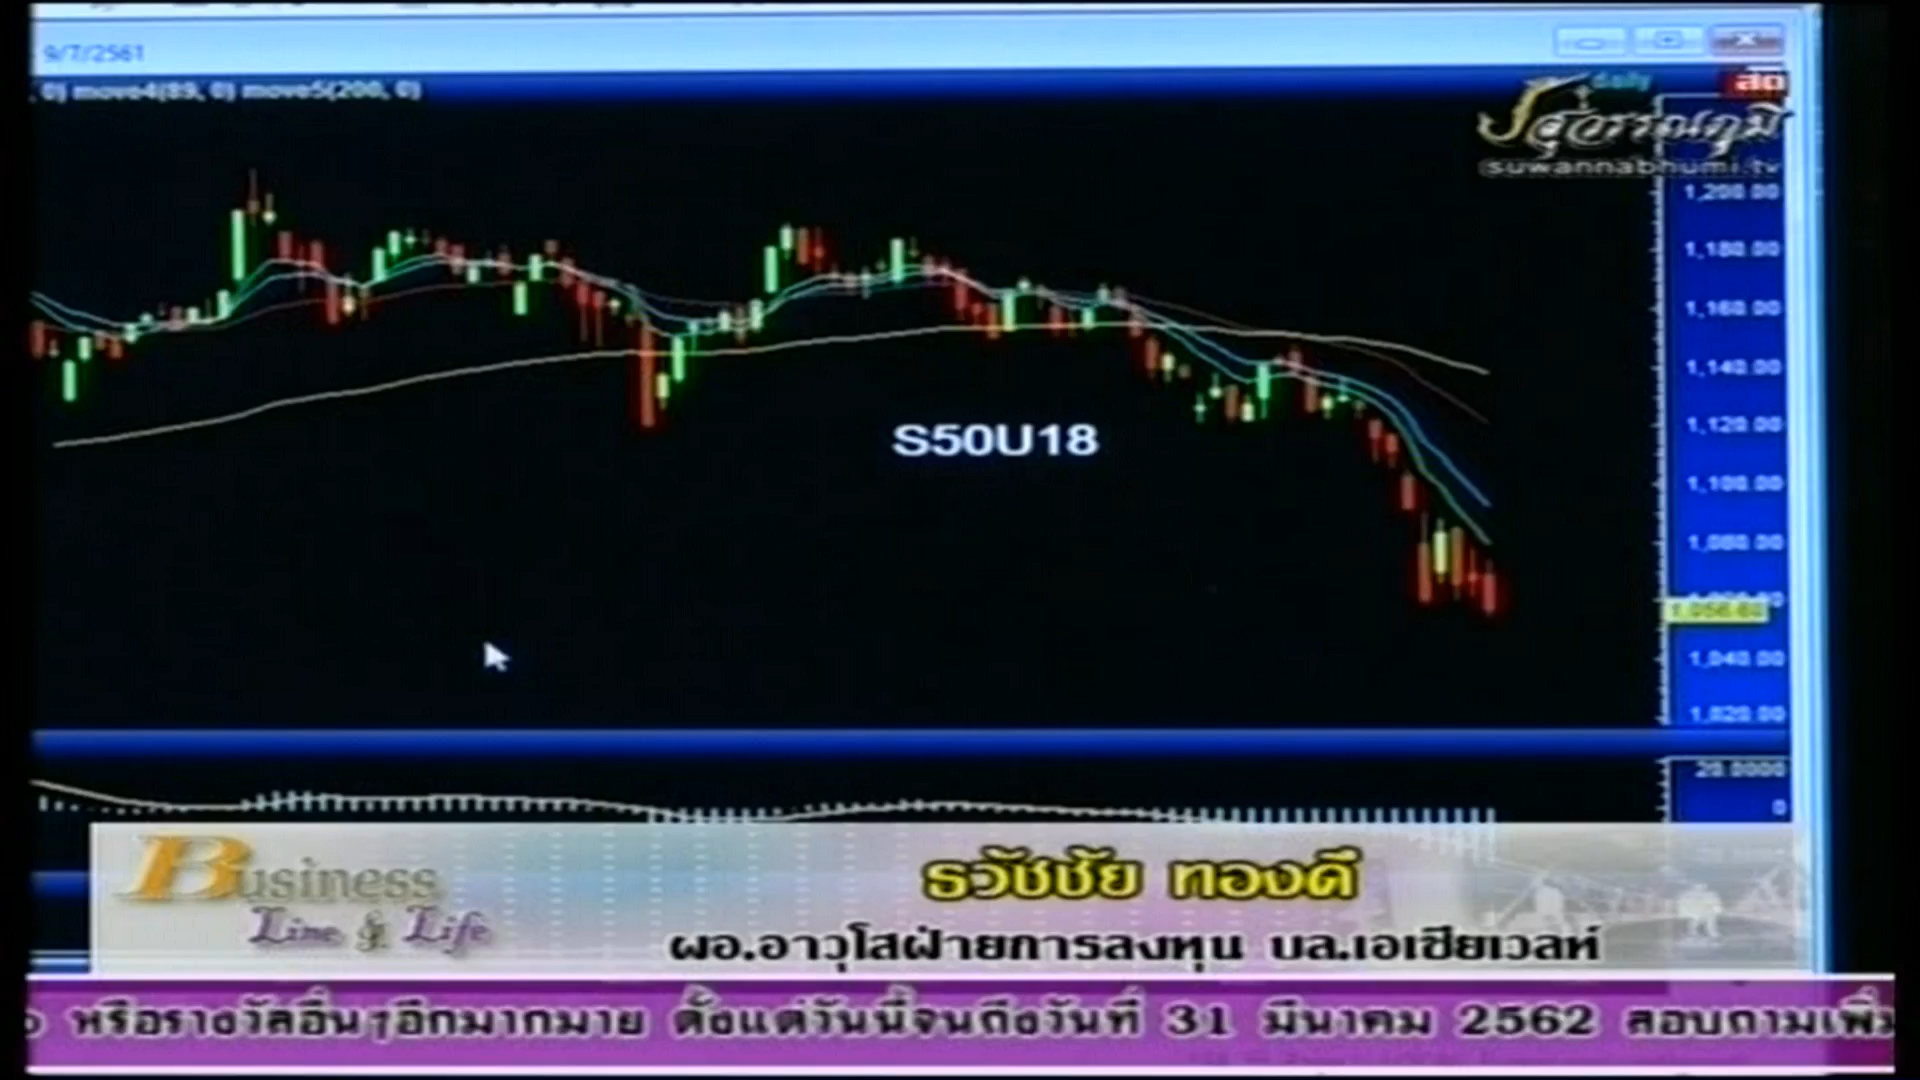 9/7/2561
, 0) move4(89, 0) move5(200, 0)
daily
สด
สุวรรณภูมิ
@suwannabhumi.tv
1,200.00
1,180.00
1,160.00
1,140.00
1,120.00
S50U18
1,100.00
1,080.00
1,056.60
1,040.00
1,020.00
20.0000
0
Business
Line & Life
ธวัชชัย ทองดี
ผอ.อาวุโสฝ่ายการลงทุน บล.เอเชียเวลท์
หรือรางวัลอื่นๆอีกมากมาย ตั้งแต่วันนี้จนถึงวันที่ 31 มีนาคม 2562 สอบถามเพิ่ม